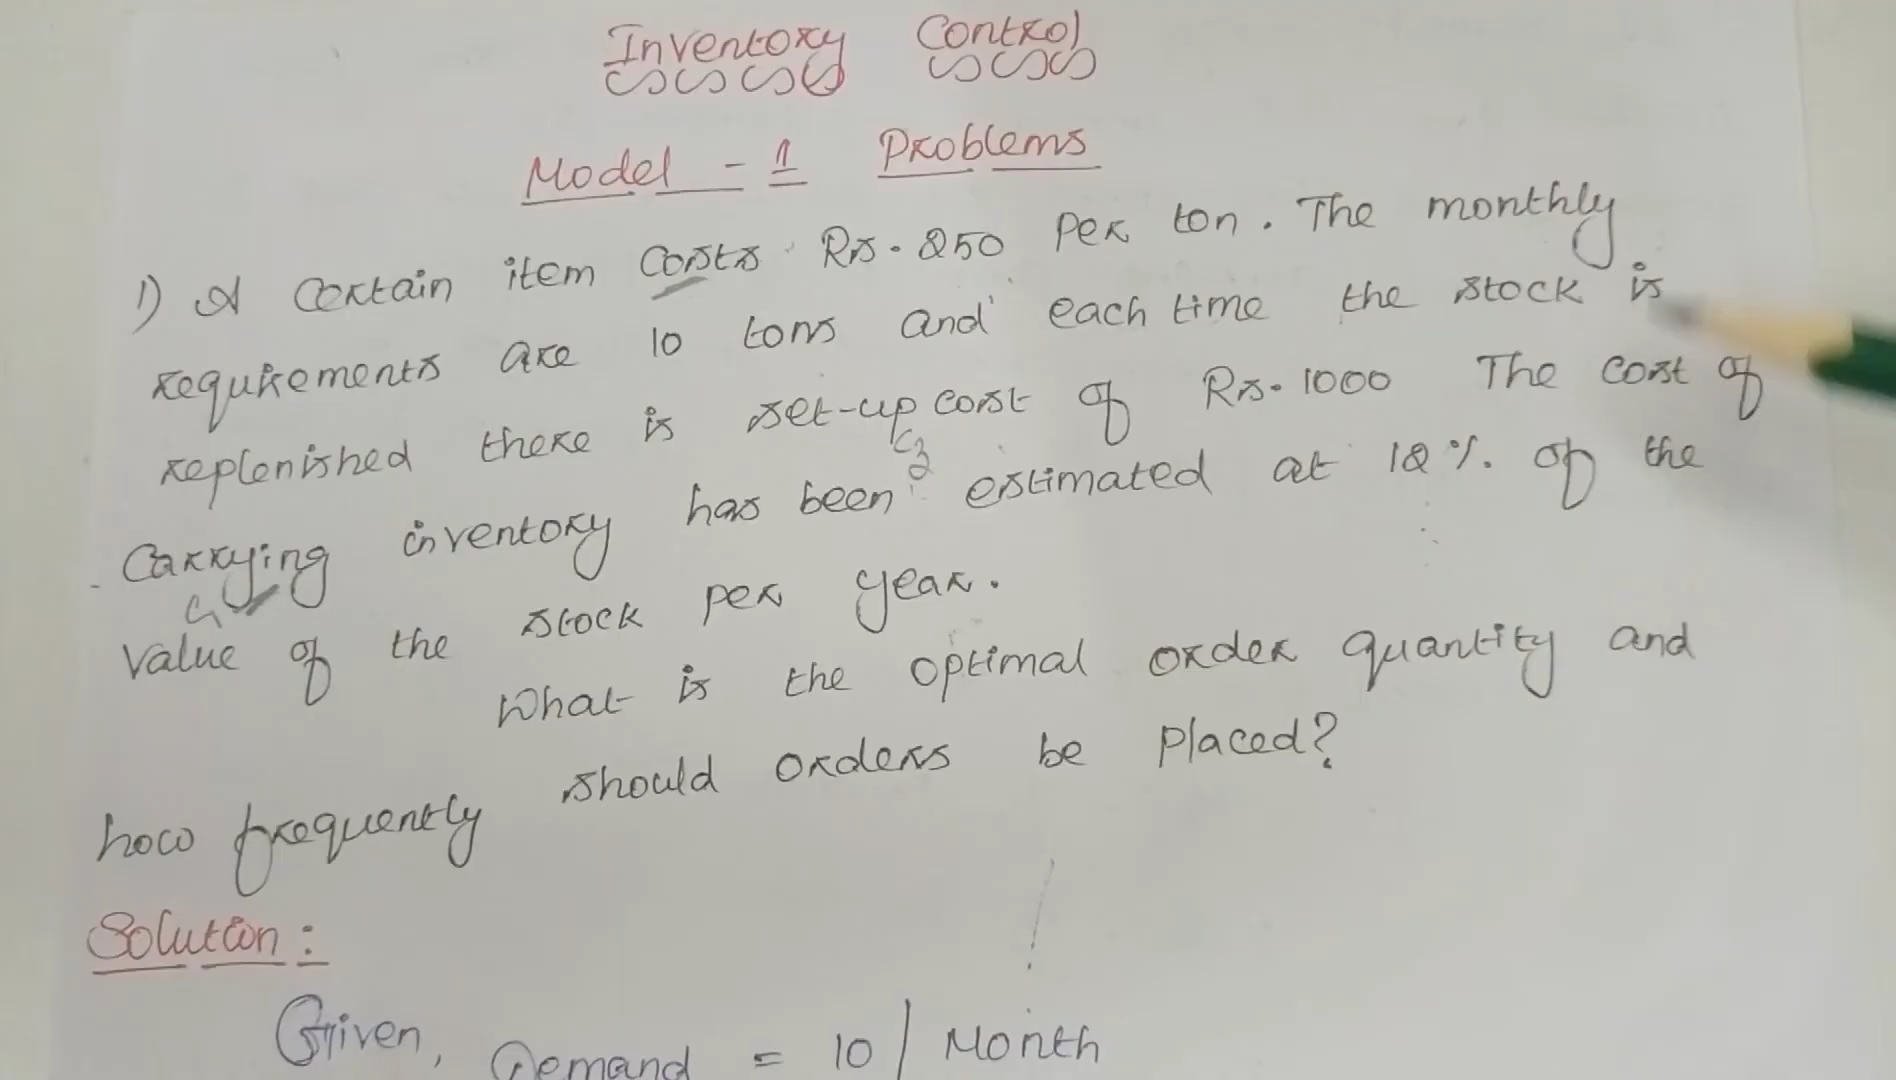 Inventory Control
Model - 1 Problems
1) A certain item costs Rs. 250 per ton. The monthly
requirements are 10 tons and each time the stock is
replenished there is set-up cost of Rs. 1000 The cost of
C3
Carrying inventory has been estimated at 12 %. of the
C1
value of the stock per year.
What is the optimal order quantity and
how frequently should orders be placed?
Solution :
Given, Demand = 10 / Month